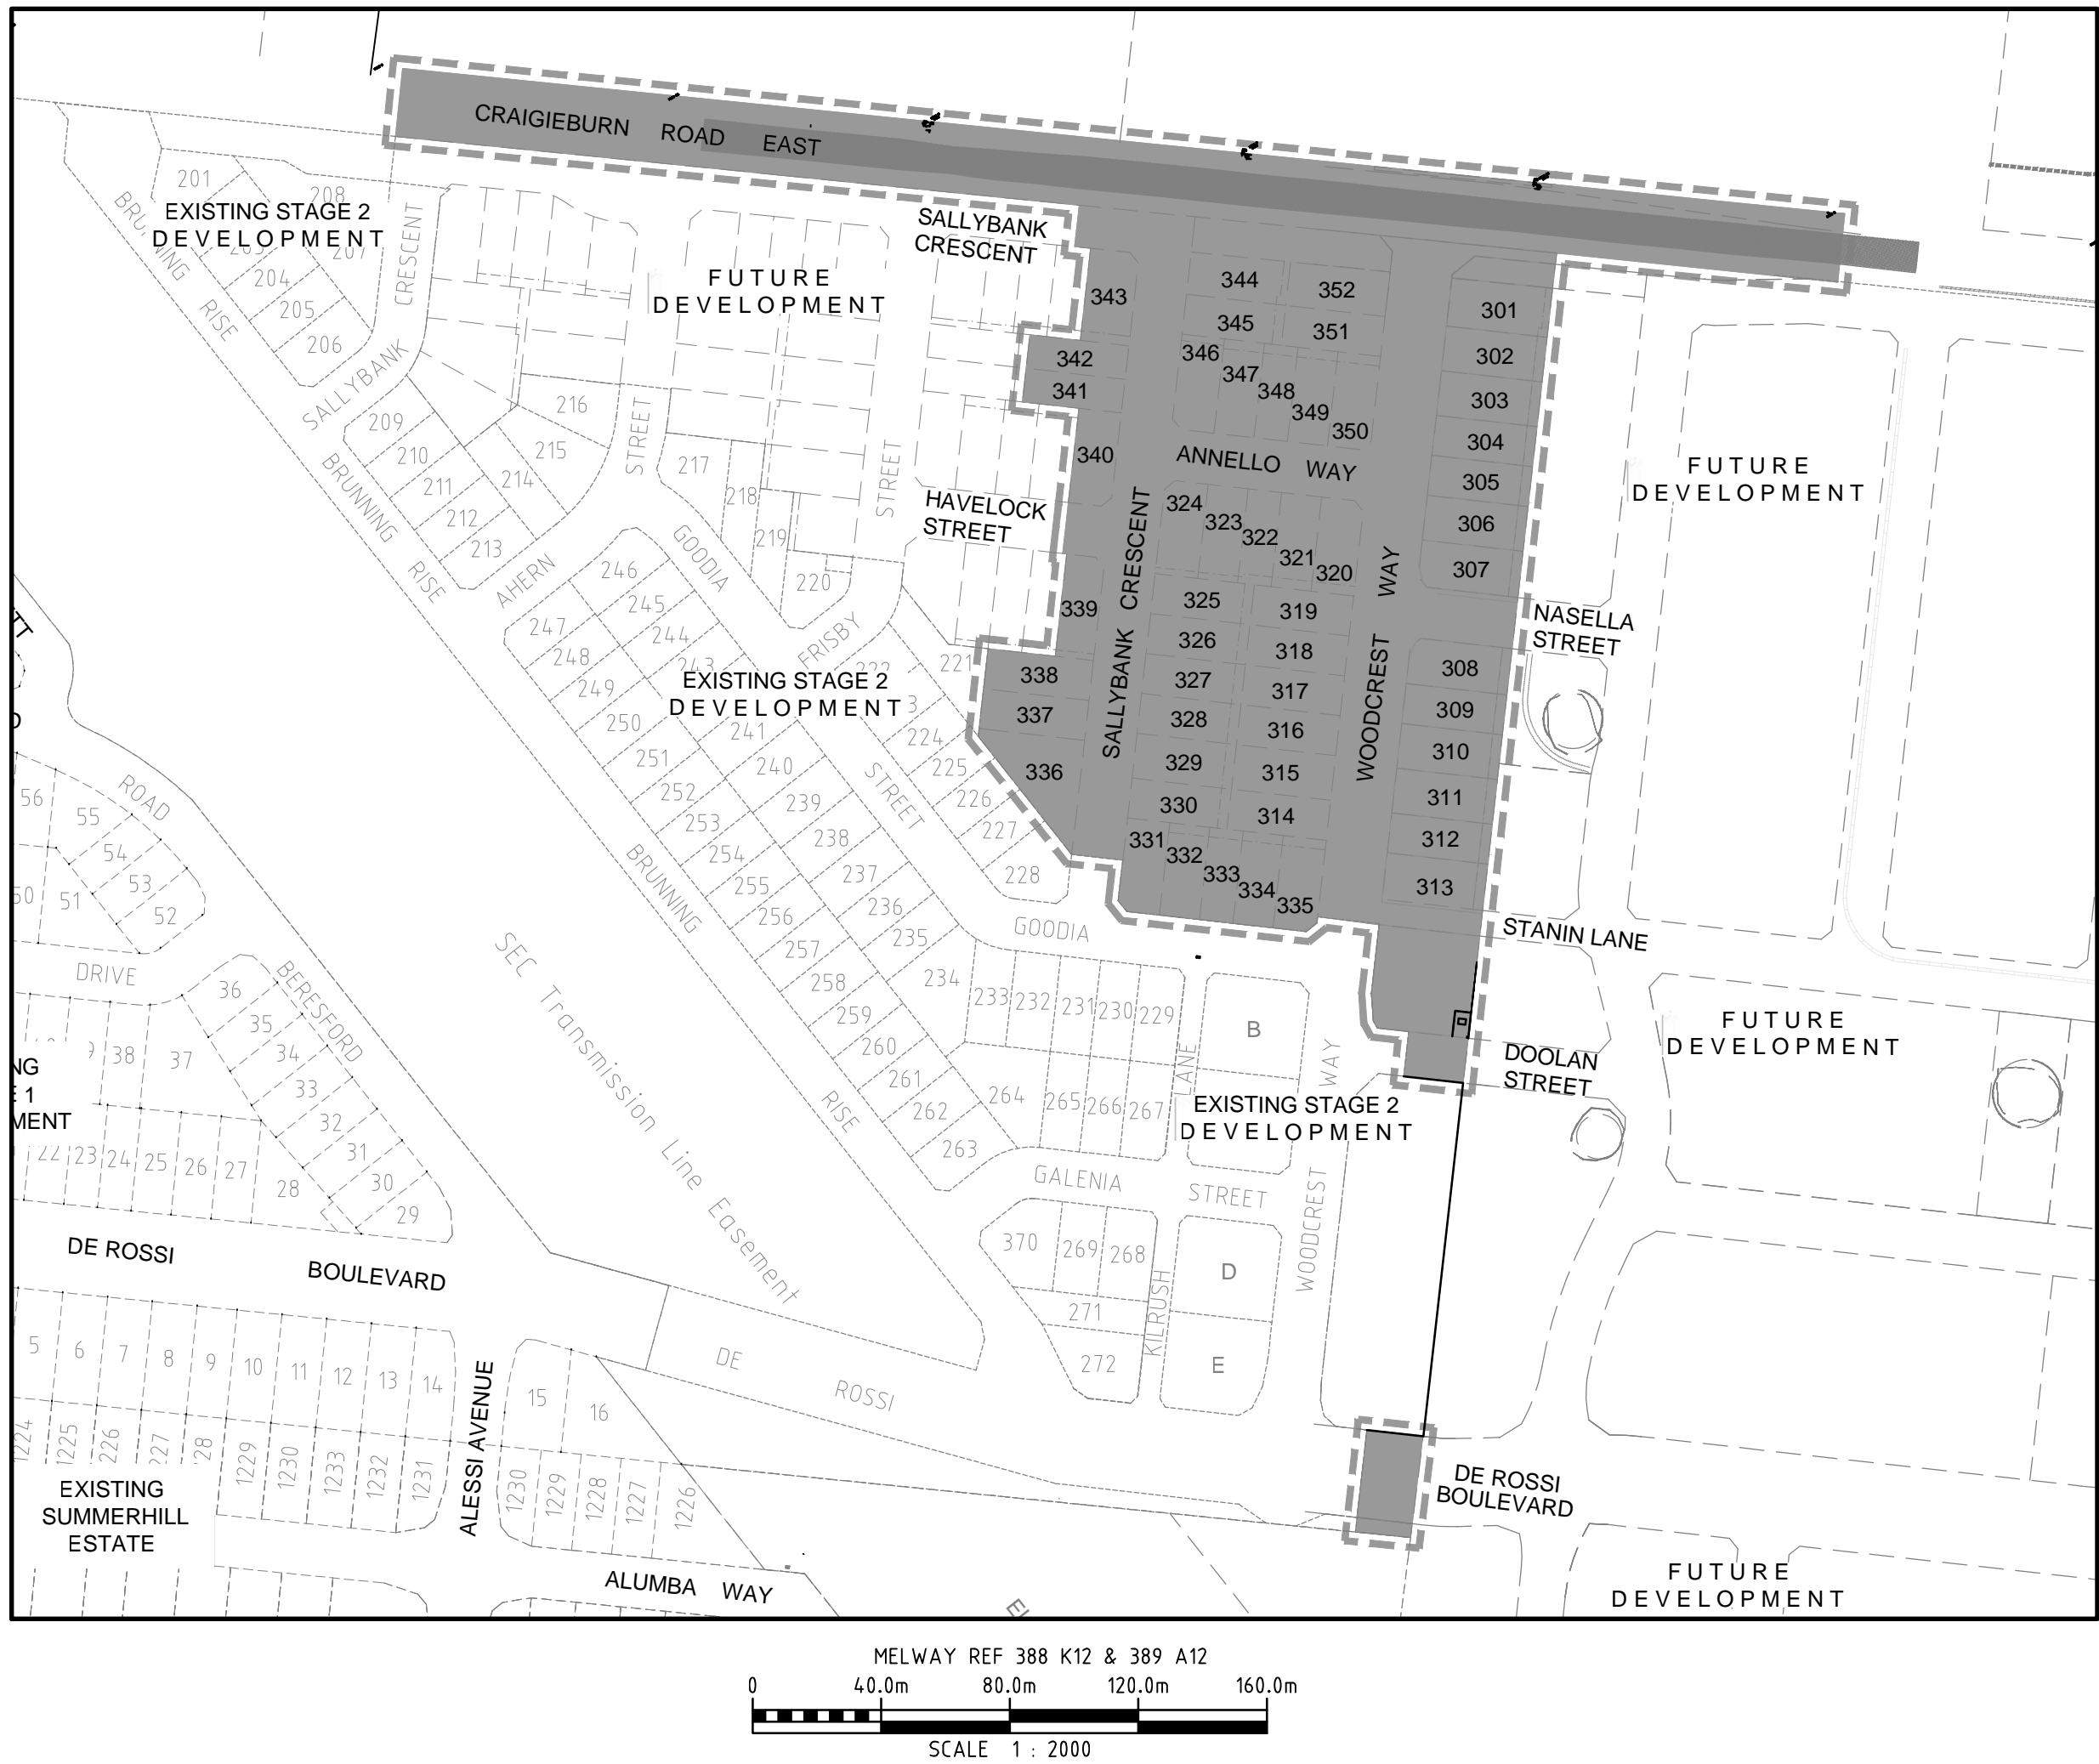 CRAIGIEBURN ROAD EAST
201
208
EXISTING STAGE 2
DEVELOPMENT
207
204
205
206
BRUNNING
RISE
SALLYBANK
CRESCENT
FUTURE
DEVELOPMENT
SALLYBANK
CRESCENT
343
344
352
345
351
301
302
342
341
346
347
348
349
350
303
304
305
306
307
340
ANNELLO WAY
FUTURE
DEVELOPMENT
209
210
211
212
213
214
215
216
STREET
217
218
219
220
STREET
HAVELOCK
STREET
BRUNNING
RISE
AHERN
GOODIA
FRISBY
324
323
322
321
320
SALLYBANK CRESCENT
WOODCREST WAY
339
325
319
326
318
327
317
328
316
329
315
330
314
338
337
336
331
332
333
334
335
NASELLA
STREET
308
309
310
311
312
313
STANIN LANE
246
245
244
243
247
248
249
250
251
252
253
254
255
256
257
258
259
260
261
262
263
EXISTING STAGE 2
DEVELOPMENT
241
240
239
238
237
236
235
234
222
221
224
225
226
227
228
STREET
BRUNNING
RISE
GOODIA
233
232
231
230
229
264
265
266
267
LANE
B
WAY
DOOLAN
STREET
FUTURE
DEVELOPMENT
EXISTING STAGE 2
DEVELOPMENT
GALENIA
STREET
WOODCREST
370
269
268
271
272
KILRUSH
D
E
SEC Transmission Line Easement
ROAD
56
55
54
53
52
51
DRIVE
BERESFORD
36
35
34
33
32
31
30
29
38
37
MENT
22
23
24
25
26
27
28
DE ROSSI BOULEVARD
5
6
7
8
9
10
11
12
13
14
15
16
1225
1229
1230
1233
1232
1231
ALESSI AVENUE
1230
1229
1228
1227
1226
DE ROSSI
EXISTING
SUMMERHILL
ESTATE
ALUMBA WAY
DE ROSSI
BOULEVARD
FUTURE
DEVELOPMENT
MELWAY REF 388 K12 & 389 A12
0 40.0m 80.0m 120.0m 160.0m
SCALE 1 : 2000